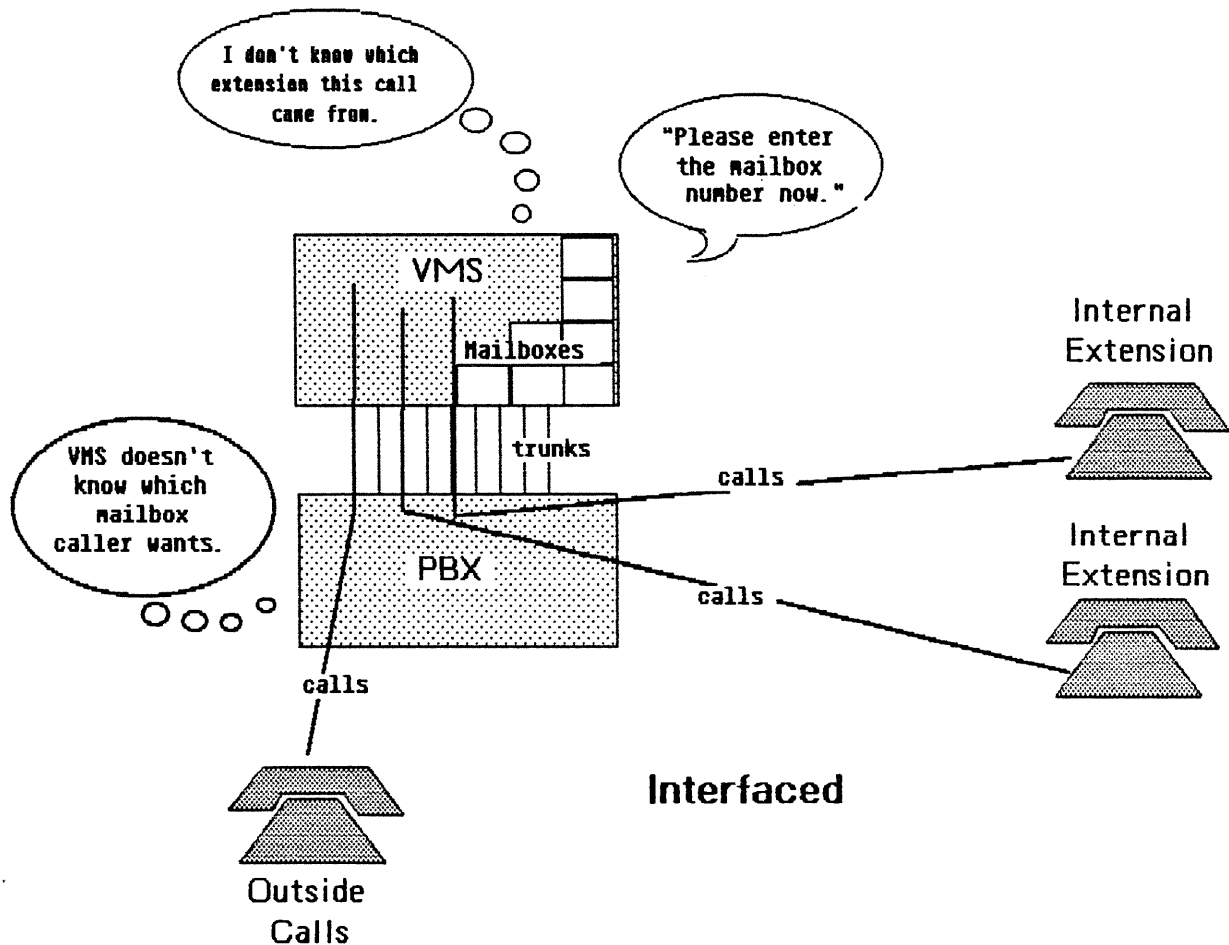 I don't know which
extension this call
came from.
"Please enter
the mailbox
number now."
VMS
Mailboxes
trunks
Internal
Extension
calls
VMS doesn't
know which
mailbox
caller wants.
PBX
Internal
Extension
calls
calls
Interfaced
Outside
Calls